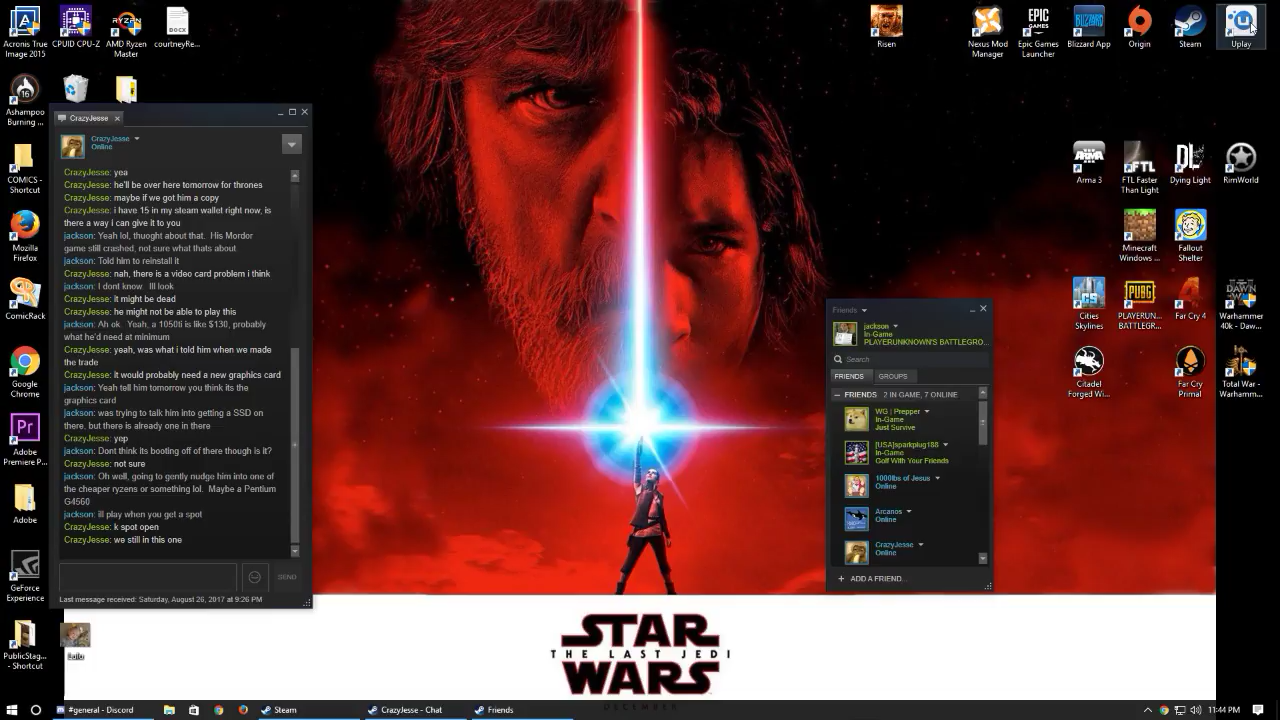 Acronis True
Image 2015
CPUID CPU-Z
AMD Ryzen
Master
courtneyRe...
Risen
Nexus Mod
Manager
EPIC
GAMES
Epic Games
Launcher
BLIZZARD
Blizzard App
Origin
Steam
Uplay
Ashampoo
Burning ...
COMICS -
Shortcut
Mozilla
Firefox
ComicRack
Google
Chrome
Pr
Adobe
Premiere P...
Adobe
GeForce
Experience
PublicStag...
- Shortcut
Lulu
CrazyJesse
CrazyJesse
Online
CrazyJesse: yea
CrazyJesse: he'll be over here tomorrow for thrones
CrazyJesse: maybe if we got him a copy
CrazyJesse: i have 15 in my steam wallet right now, is
there a way i can give it to you
jackson: Yeah lol, thuoght about that. His Mordor
game still crashed, not sure what thats about
jackson: Told him to reinstall it
CrazyJesse: nah, there is a video card problem i think
jackson: I dont know. Ill look
CrazyJesse: it might be dead
CrazyJesse: he might not be able to play this
jackson: Ah ok. Yeah, a 1050ti is like $130, probably
what he'd need at minimum
CrazyJesse: yeah, was what i told him when we made
the trade
CrazyJesse: it would probably need a new graphics card
jackson: Yeah tell him tomorrow you think its the
graphics card
jackson: was trying to talk him into getting a SSD on
there, but there is already one in there
CrazyJesse: yep
jackson: Dont think its booting off of there though is it?
CrazyJesse: not sure
jackson: Oh well, going to gently nudge him into one of
the cheaper ryzens or something lol. Maybe a Pentium
G4560
jackson: ill play when you get a spot
CrazyJesse: k spot open
CrazyJesse: we still in this one
SEND
Last message received: Saturday, August 26, 2017 at 9:26 PM
ARMA
Arma 3
FTL
FTL Faster
Than Light
DL
Dying Light
RimWorld
Minecraft
Windows ...
Fallout
Shelter
CS
Cities
Skylines
PUBG
PLAYERUN...
BATTLEGR...
Far Cry 4
DAWN
Warhammer
40k - Daw...
Citadel
Forged Wi...
Far Cry
Primal
Total War -
Warhamm...
Friends
jackson
In-Game
PLAYERUNKNOWN'S BATTLEGRO...
Search
FRIENDS
GROUPS
FRIENDS 2 IN GAME, 7 ONLINE
WG | Prepper
In-Game
Just Survive
[USA]sparkplug188
In-Game
Golf With Your Friends
1000lbs of Jesus
Online
Arcanos
Online
CrazyJesse
Online
+ ADD A FRIEND...
STAR
THE LAST JEDI
WARS
DECEMBER
#general - Discord
Steam
CrazyJesse - Chat
Friends
11:44 PM